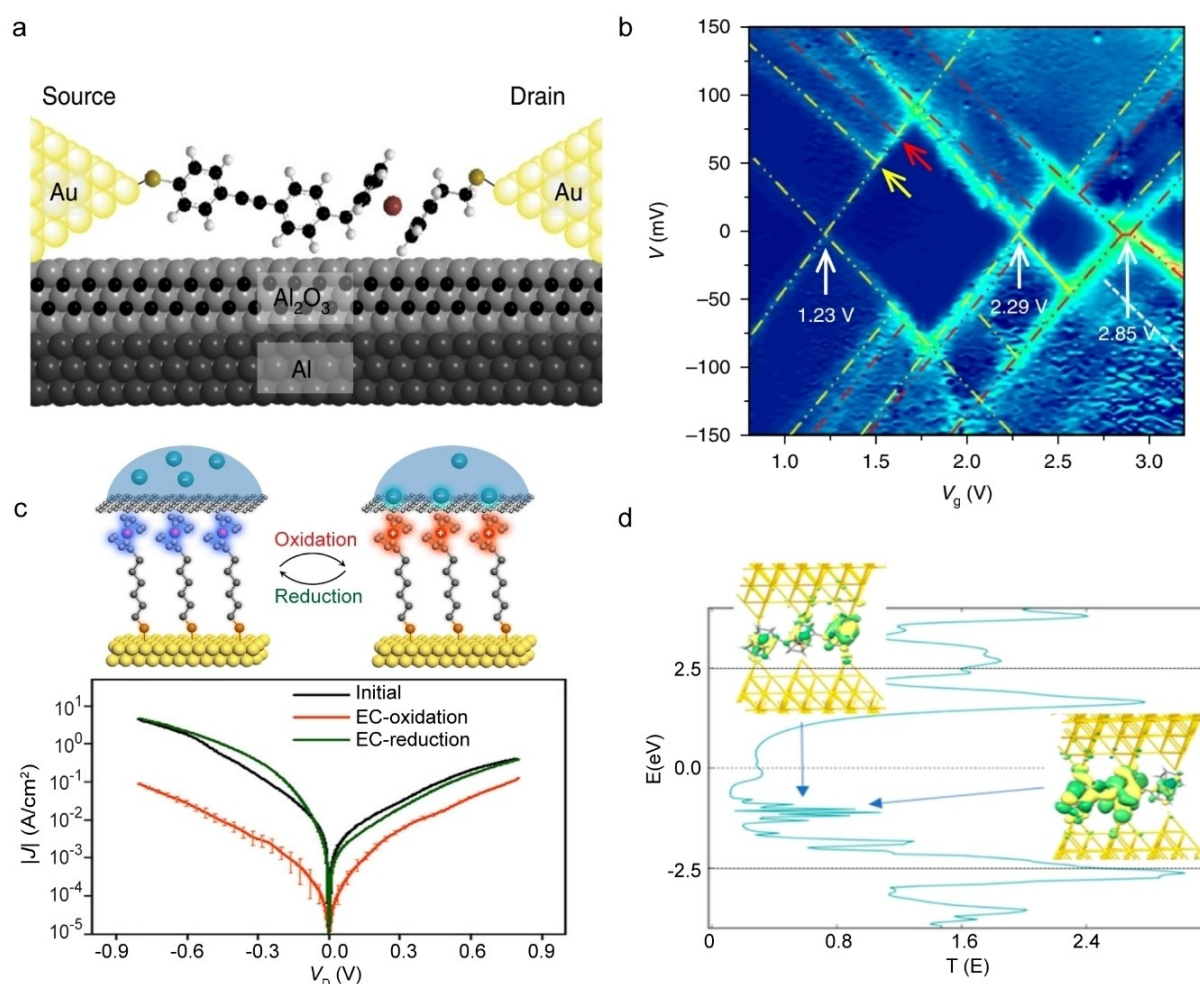 a
Source
Drain
Au
Au
Al₂O₃
Al
b
V (mV)
150
100
50
0
−50
−100
−150
1.23 V
2.29 V
2.85 V
1.0
1.5
2.0
2.5
3.0
Vg (V)
c
Oxidation
Reduction
|J| (A/cm²)
10¹
10⁰
10⁻¹
10⁻²
10⁻³
10⁻⁴
10⁻⁵
Initial
EC-oxidation
EC-reduction
-0.9
-0.6
-0.3
0.0
0.3
0.6
0.9
V_D (V)
d
E(eV)
2.5
0.0
-2.5
0
0.8
1.6
2.4
T (E)